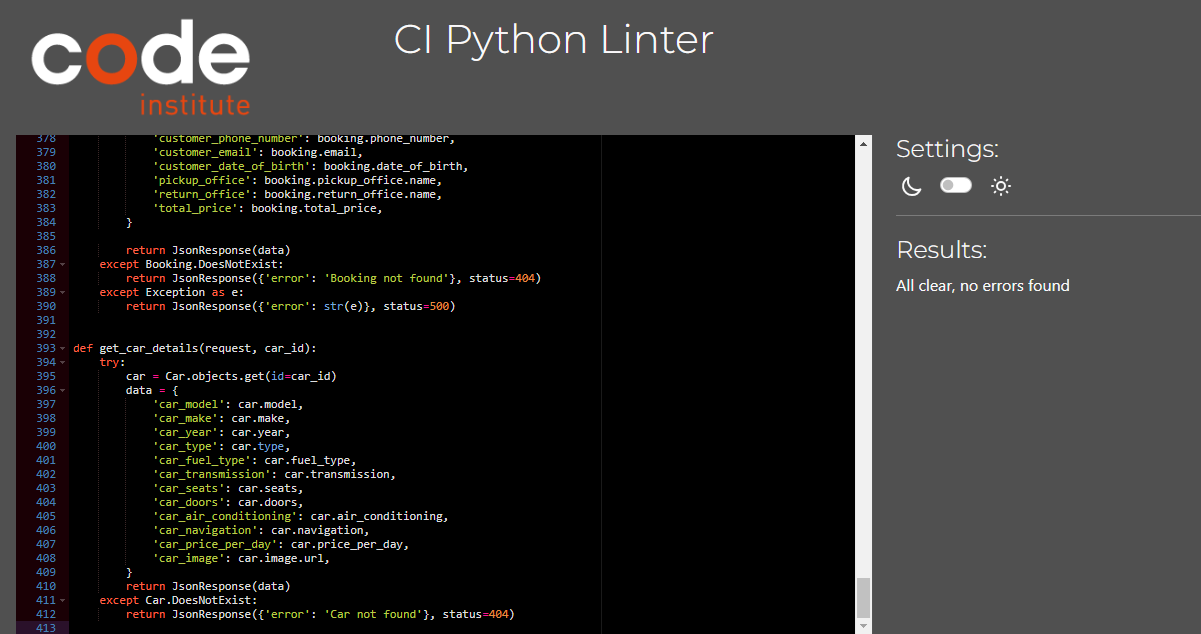 code
institute
CI Python Linter
378 'customer_phone_number': booking.phone_number,
379 'customer_email': booking.email,
380 'customer_date_of_birth': booking.date_of_birth,
381 'pickup_office': booking.pickup_office.name,
382 'return_office': booking.return_office.name,
383 'total_price': booking.total_price,
384 }
385
386 return JsonResponse(data)
387 except Booking.DoesNotExist:
388 return JsonResponse({'error': 'Booking not found'}, status=404)
389 except Exception as e:
390 return JsonResponse({'error': str(e)}, status=500)
391
392
393 def get_car_details(request, car_id):
394 try:
395 car = Car.objects.get(id=car_id)
396 data = {
397 'car_model': car.model,
398 'car_make': car.make,
399 'car_year': car.year,
400 'car_type': car.type,
401 'car_fuel_type': car.fuel_type,
402 'car_transmission': car.transmission,
403 'car_seats': car.seats,
404 'car_doors': car.doors,
405 'car_air_conditioning': car.air_conditioning,
406 'car_navigation': car.navigation,
407 'car_price_per_day': car.price_per_day,
408 'car_image': car.image.url,
409 }
410 return JsonResponse(data)
411 except Car.DoesNotExist:
412 return JsonResponse({'error': 'Car not found'}, status=404)
413
Settings:
Results:
All clear, no errors found